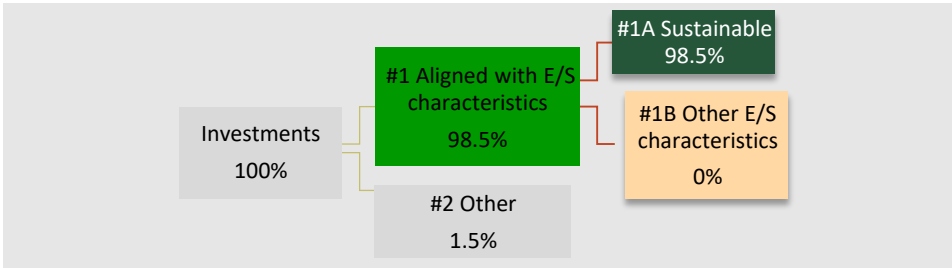 #1A Sustainable
98.5%
#1 Aligned with E/S
characteristics
98.5%
#1B Other E/S
characteristics
0%
Investments
100%
#2 Other
1.5%